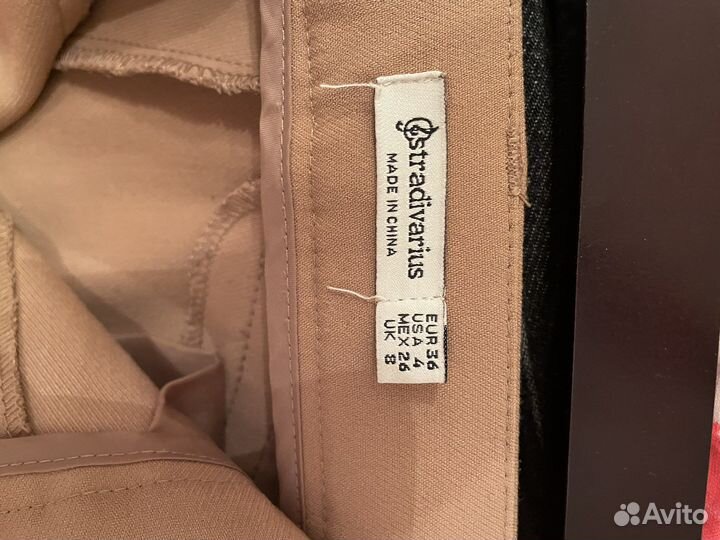 stradivarius
MADE IN CHINA
EUR 36
USA 4
MEX 26
UK 8
Avito